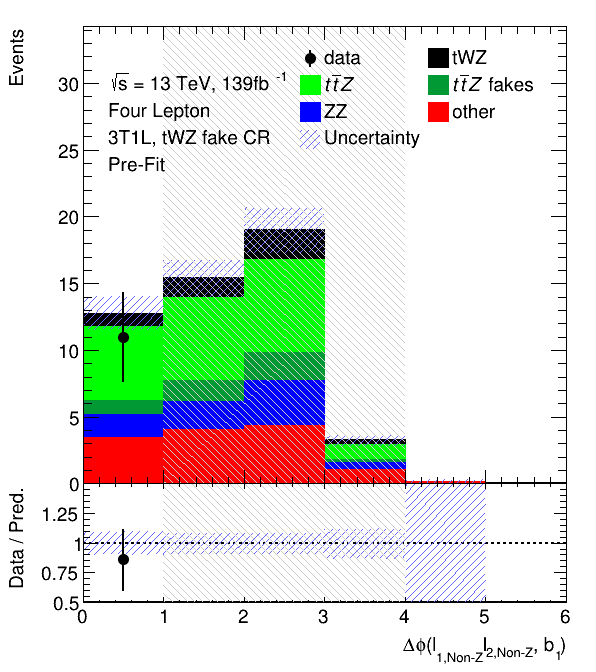 Events
data
tWZ
√s = 13 TeV, 139fb⁻¹
tt̄Z
tt̄Z fakes
Four Lepton
ZZ
other
3T1L, tWZ fake CR
Uncertainty
Pre-Fit
30
25
20
15
10
5
0
Data / Pred.
1.25
1
0.75
0.5
0 1 2 3 4 5 6
Δϕ(l₁,Non-Z l₂,Non-Z, b₁)